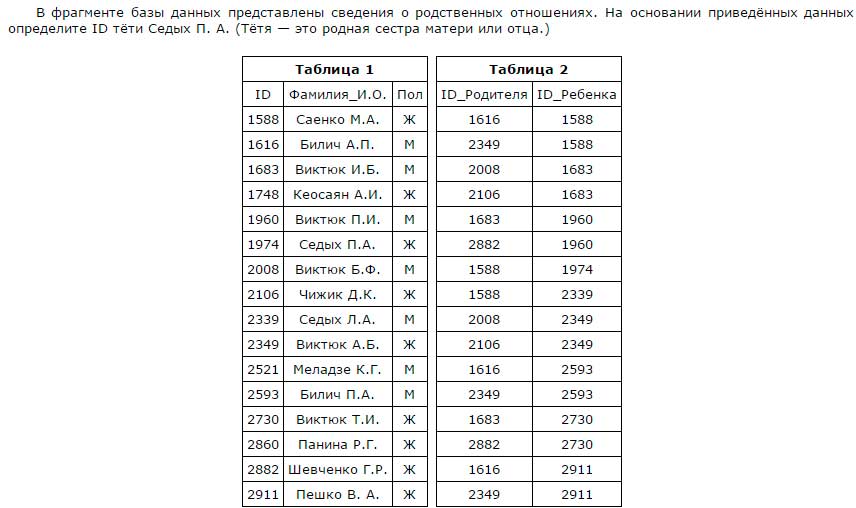 В фрагменте базы данных представлены сведения о родственных отношениях. На основании приведённых данных
определите ID тёти Седых П. А. (Тётя — это родная сестра матери или отца.)
Таблица 1
ID Фамилия_И.О. Пол
1588 Саенко М.А. Ж
1616 Билич А.П. М
1683 Виктюк И.Б. М
1748 Кеосаян А.И. Ж
1960 Виктюк П.И. М
1974 Седых П.А. Ж
2008 Виктюк Б.Ф. М
2106 Чижик Д.К. Ж
2339 Седых Л.А. М
2349 Виктюк А.Б. Ж
2521 Меладзе К.Г. М
2593 Билич П.А. М
2730 Виктюк Т.И. Ж
2860 Панина Р.Г. Ж
2882 Шевченко Г.Р. Ж
2911 Пешко В. А. Ж
Таблица 2
ID_Родителя ID_Ребенка
1616 1588
2349 1588
2008 1683
2106 1683
1683 1960
2882 1960
1588 1974
1588 2339
2008 2349
2106 2349
1616 2593
2349 2593
1683 2730
2882 2730
1616 2911
2349 2911